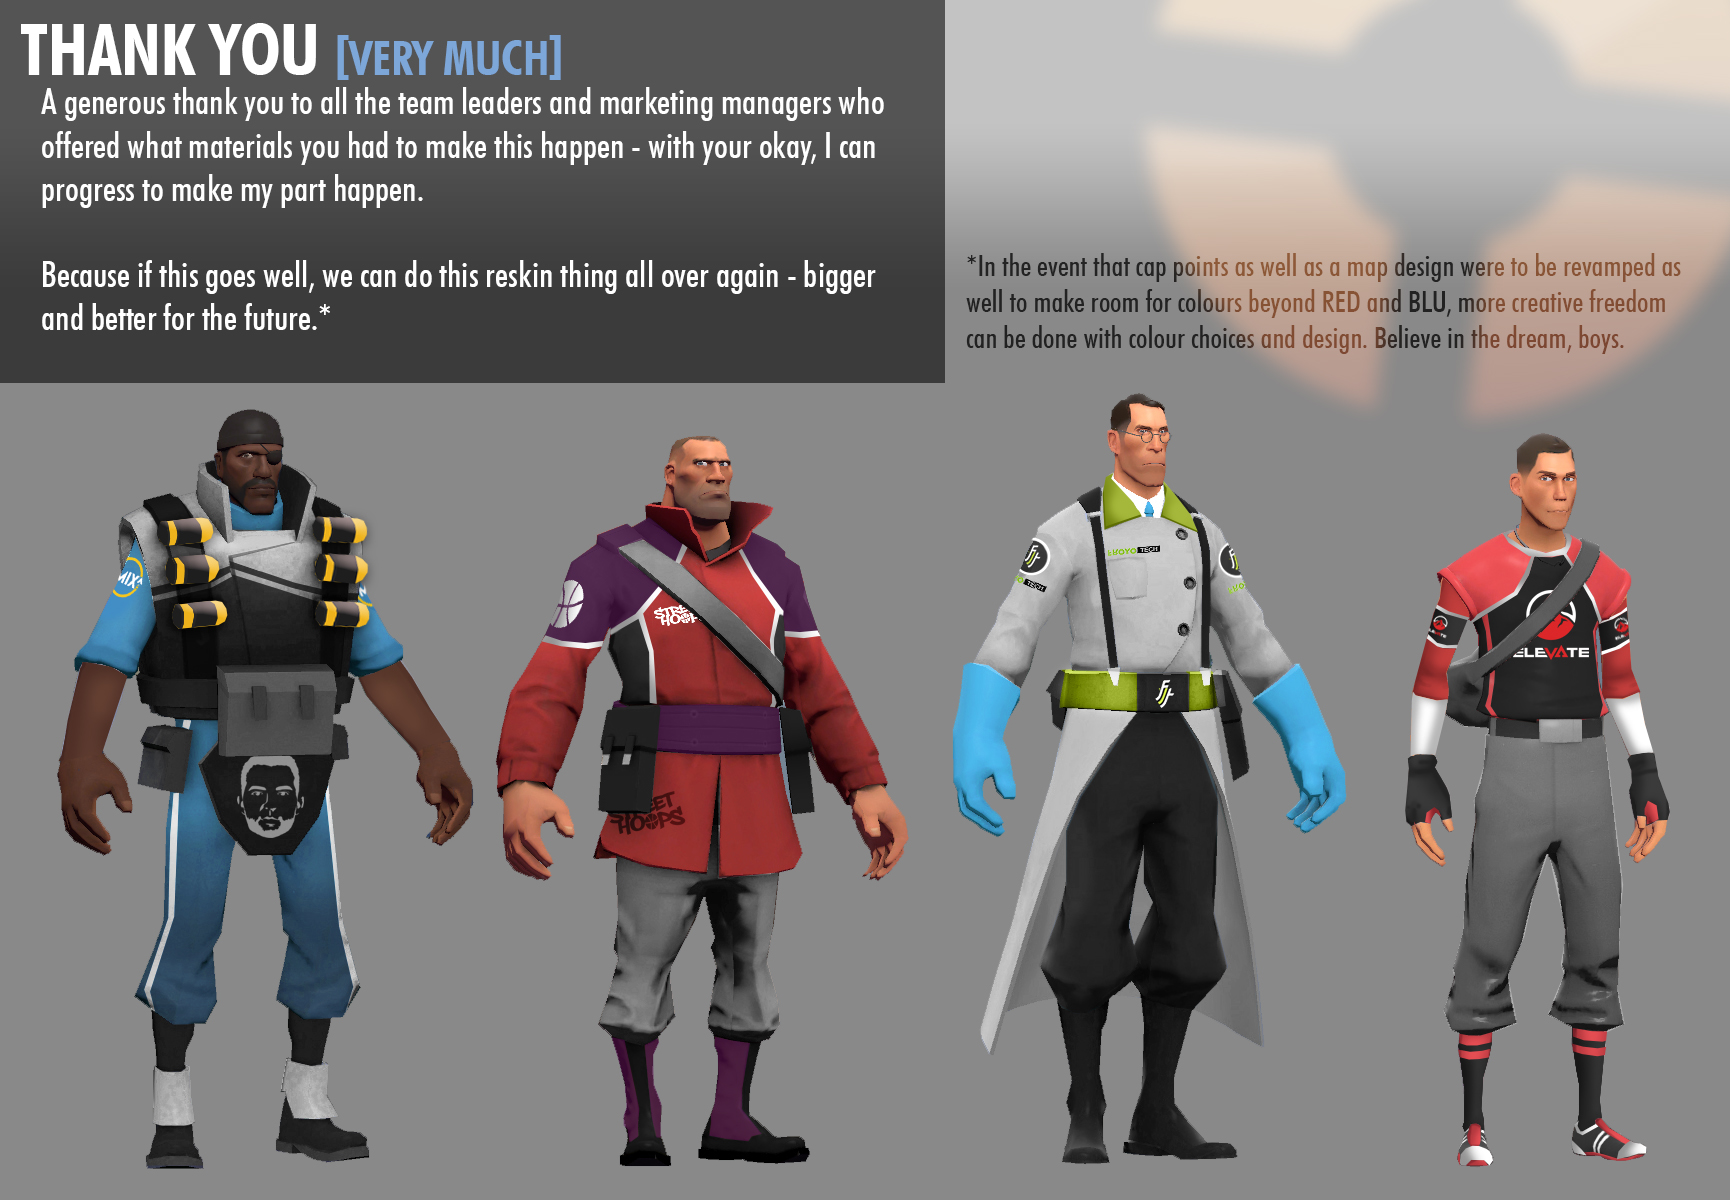 THANK YOU [VERY MUCH]
A generous thank you to all the team leaders and marketing managers who
offered what materials you had to make this happen - with your okay, I can
progress to make my part happen.
Because if this goes well, we can do this reskin thing all over again - bigger
and better for the future.*
*In the event that cap points as well as a map design were to be revamped as
well to make room for colours beyond RED and BLU, more creative freedom
can be done with colour choices and design. Believe in the dream, boys.
MIX
STREET
HOOPS
TECH
TECH
ELEVATE
ELEVATE